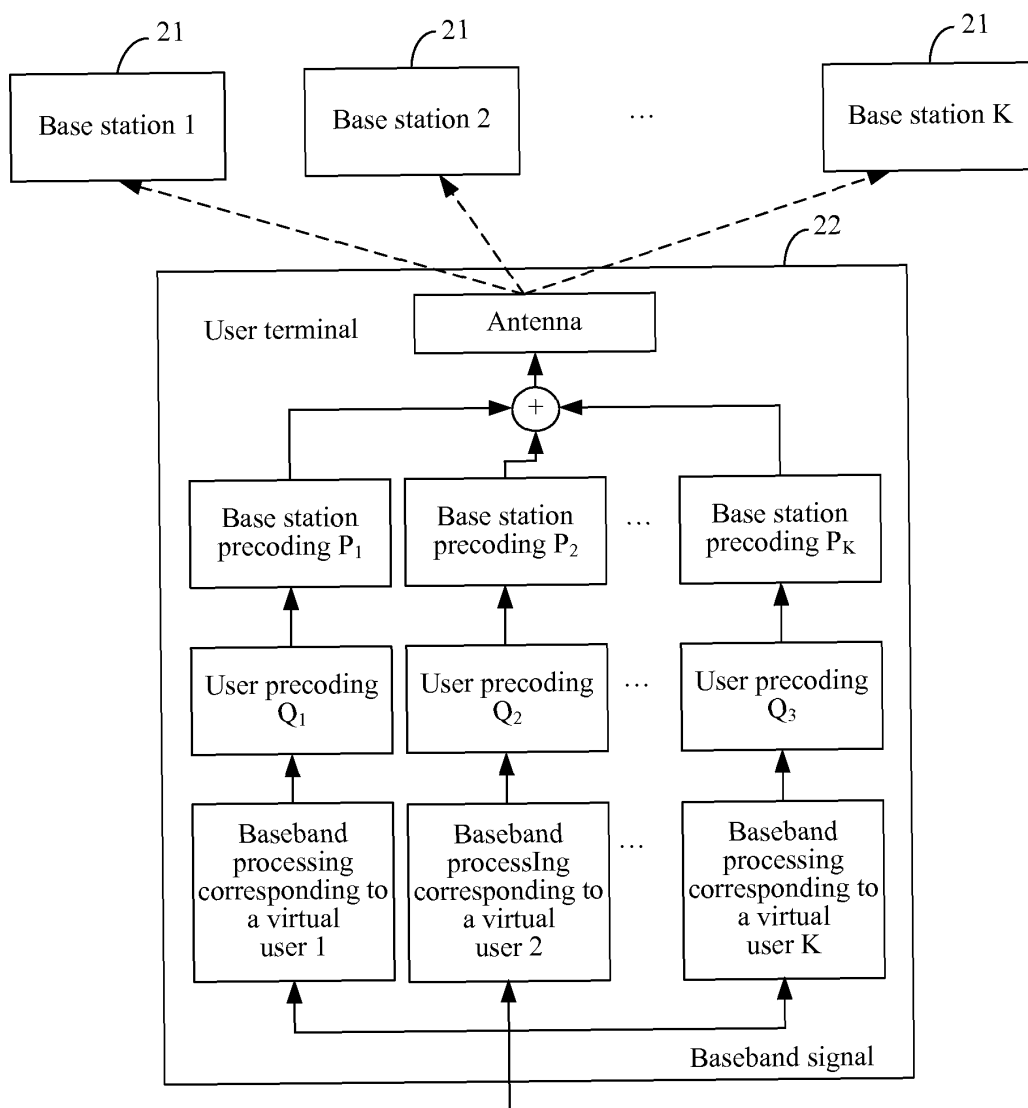 21
21
21
Base station 1
Base station 2
...
Base station K
22
User terminal
Antenna
+
Base station
precoding P₁
Base station
precoding P₂
...
Base station
precoding P_K
User precoding
Q₁
User precoding
Q₂
...
User precoding
Q₃
Baseband
processing
corresponding to
a virtual
user 1
Baseband
processIng
corresponding to
a virtual
user 2
...
Baseband
processing
corresponding to
a virtual
user K
Baseband signal